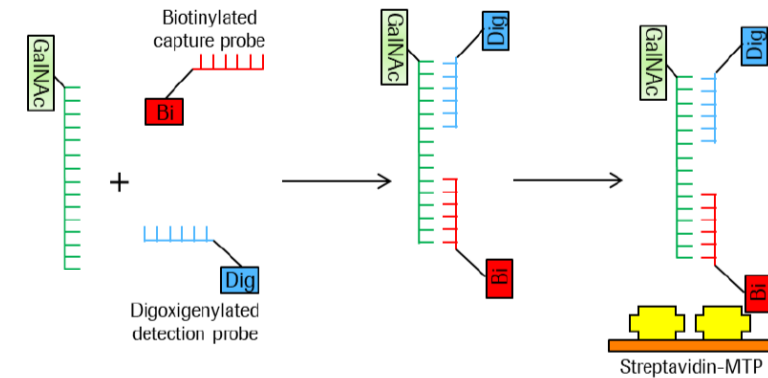 Biotinylated
capture probe
GalNAc
Bi
+
Digoxigenylated
detection probe
Dig
GalNAc
Dig
Bi
GalNAc
Dig
Bi
Streptavidin-MTP